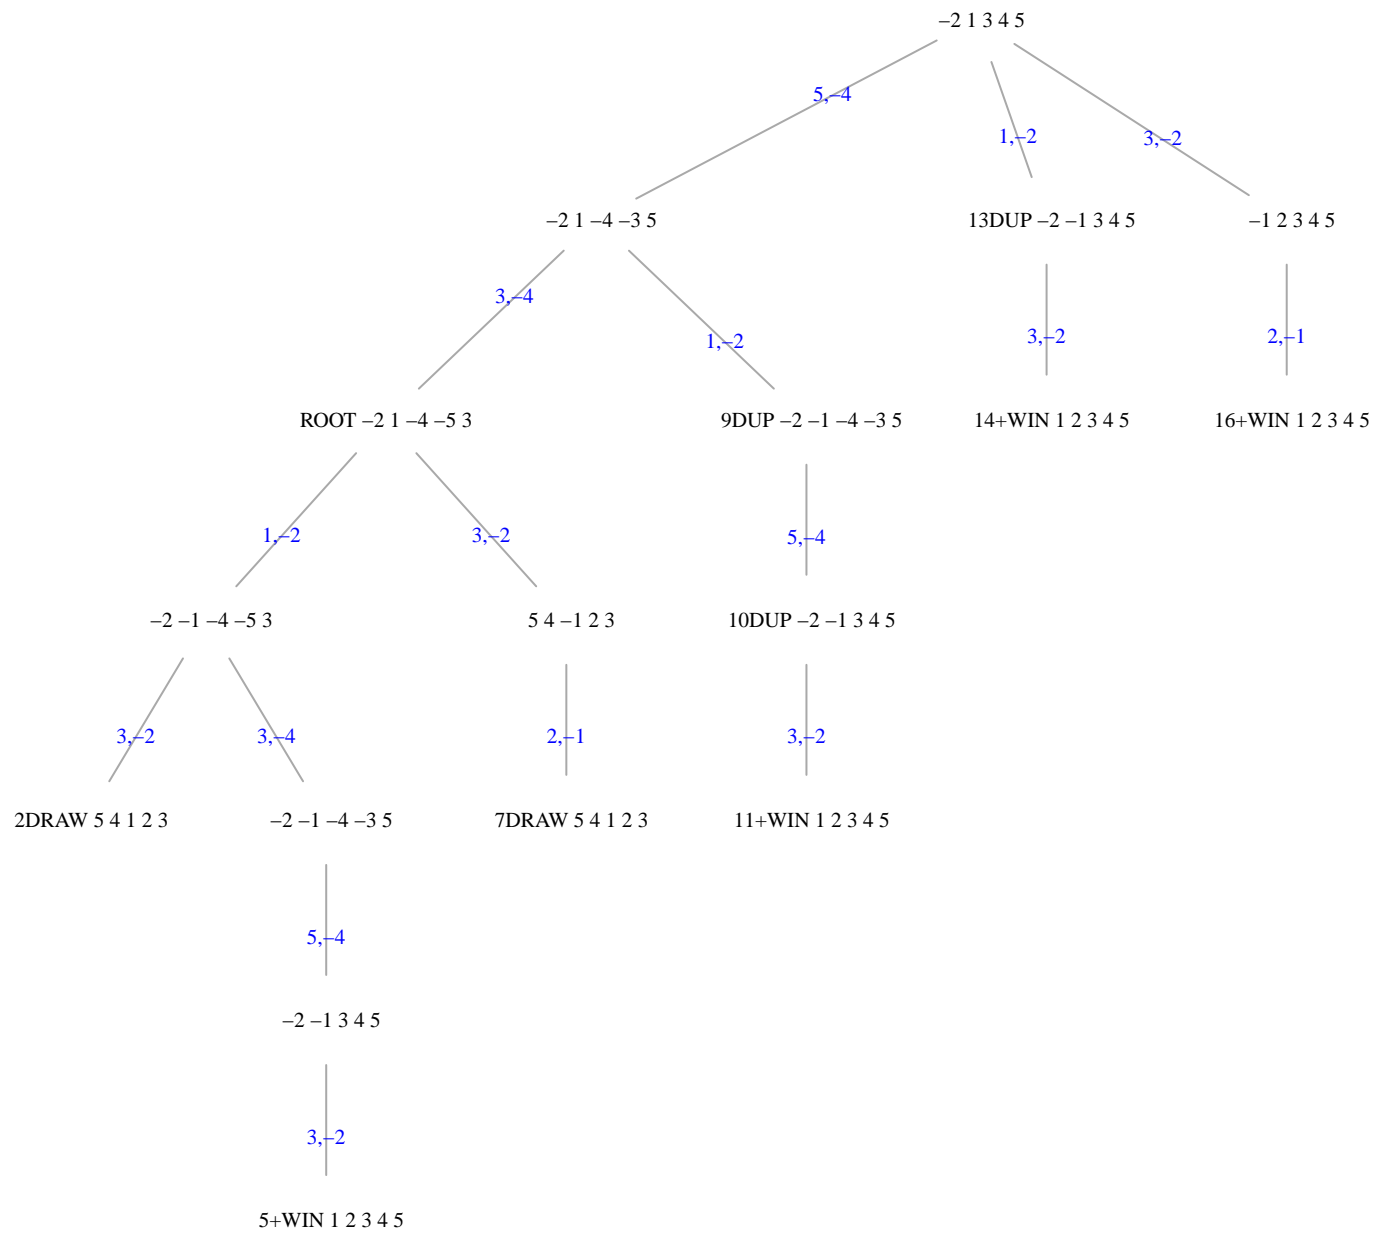 –2 1 3 4 5
5,–4
1,–2
3,–2
–2 1 –4 –3 5
13DUP –2 –1 3 4 5
–1 2 3 4 5
3,–4
1,–2
3,–2
2,–1
ROOT –2 1 –4 –5 3
9DUP –2 –1 –4 –3 5
14+WIN 1 2 3 4 5
16+WIN 1 2 3 4 5
1,–2
3,–2
5,–4
–2 –1 –4 –5 3
5 4 –1 2 3
10DUP –2 –1 3 4 5
3,–2
3,–4
2,–1
3,–2
2DRAW 5 4 1 2 3
–2 –1 –4 –3 5
7DRAW 5 4 1 2 3
11+WIN 1 2 3 4 5
5,–4
–2 –1 3 4 5
3,–2
5+WIN 1 2 3 4 5